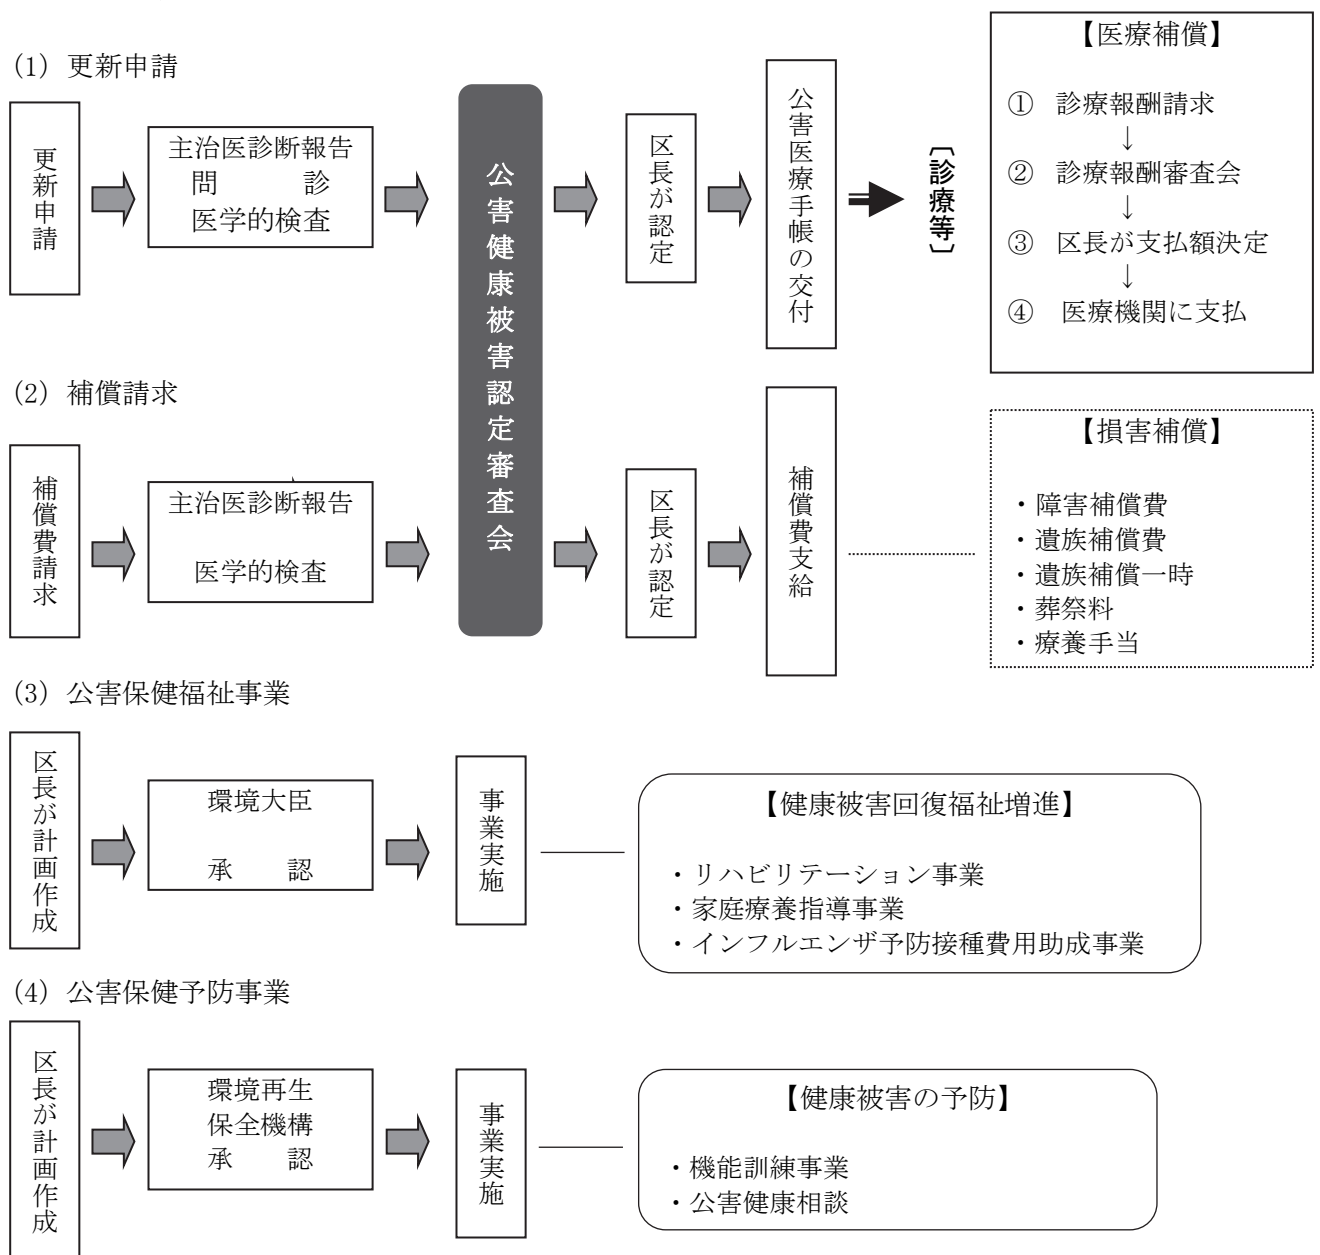 (1) 更新申請
更新申請
主治医診断報告
問　　診
医学的検査
公害健康被害認定審査会
区長が認定
公害医療手帳の交付
〔診療等〕
【医療補償】
① 診療報酬請求
↓
② 診療報酬審査会
↓
③ 区長が支払額決定
↓
④ 医療機関に支払
(2) 補償請求
補償費請求
主治医診断報告
医学的検査
区長が認定
補償費支給
【損害補償】
・障害補償費
・遺族補償費
・遺族補償一時
・葬祭料
・療養手当
(3) 公害保健福祉事業
区長が計画作成
環境大臣
承　　認
事業実施
【健康被害回復福祉増進】
・リハビリテーション事業
・家庭療養指導事業
・インフルエンザ予防接種費用助成事業
(4) 公害保健予防事業
区長が計画作成
環境再生
保全機構
承　　認
事業実施
【健康被害の予防】
・機能訓練事業
・公害健康相談